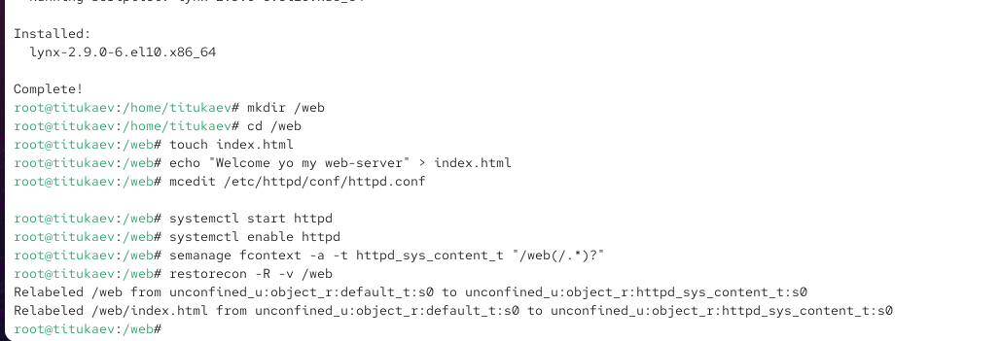 Installed:
lynx-2.9.0-6.el10.x86_64
Complete!
root@titukaev:/home/titukaev# mkdir /web
root@titukaev:/home/titukaev# cd /web
root@titukaev:/web# touch index.html
root@titukaev:/web# echo "Welcome yo my web-server" > index.html
root@titukaev:/web# mcedit /etc/httpd/conf/httpd.conf
root@titukaev:/web# systemctl start httpd
root@titukaev:/web# systemctl enable httpd
root@titukaev:/web# semanage fcontext -a -t httpd_sys_content_t "/web(/.*)?"
root@titukaev:/web# restorecon -R -v /web
Relabeled /web from unconfined_u:object_r:default_t:s0 to unconfined_u:object_r:httpd_sys_content_t:s0
Relabeled /web/index.html from unconfined_u:object_r:default_t:s0 to unconfined_u:object_r:httpd_sys_content_t:s0
root@titukaev:/web#